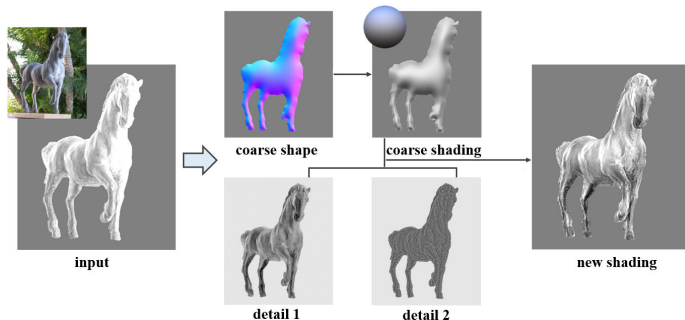 coarse shape
coarse shading
input
new shading
detail 1
detail 2